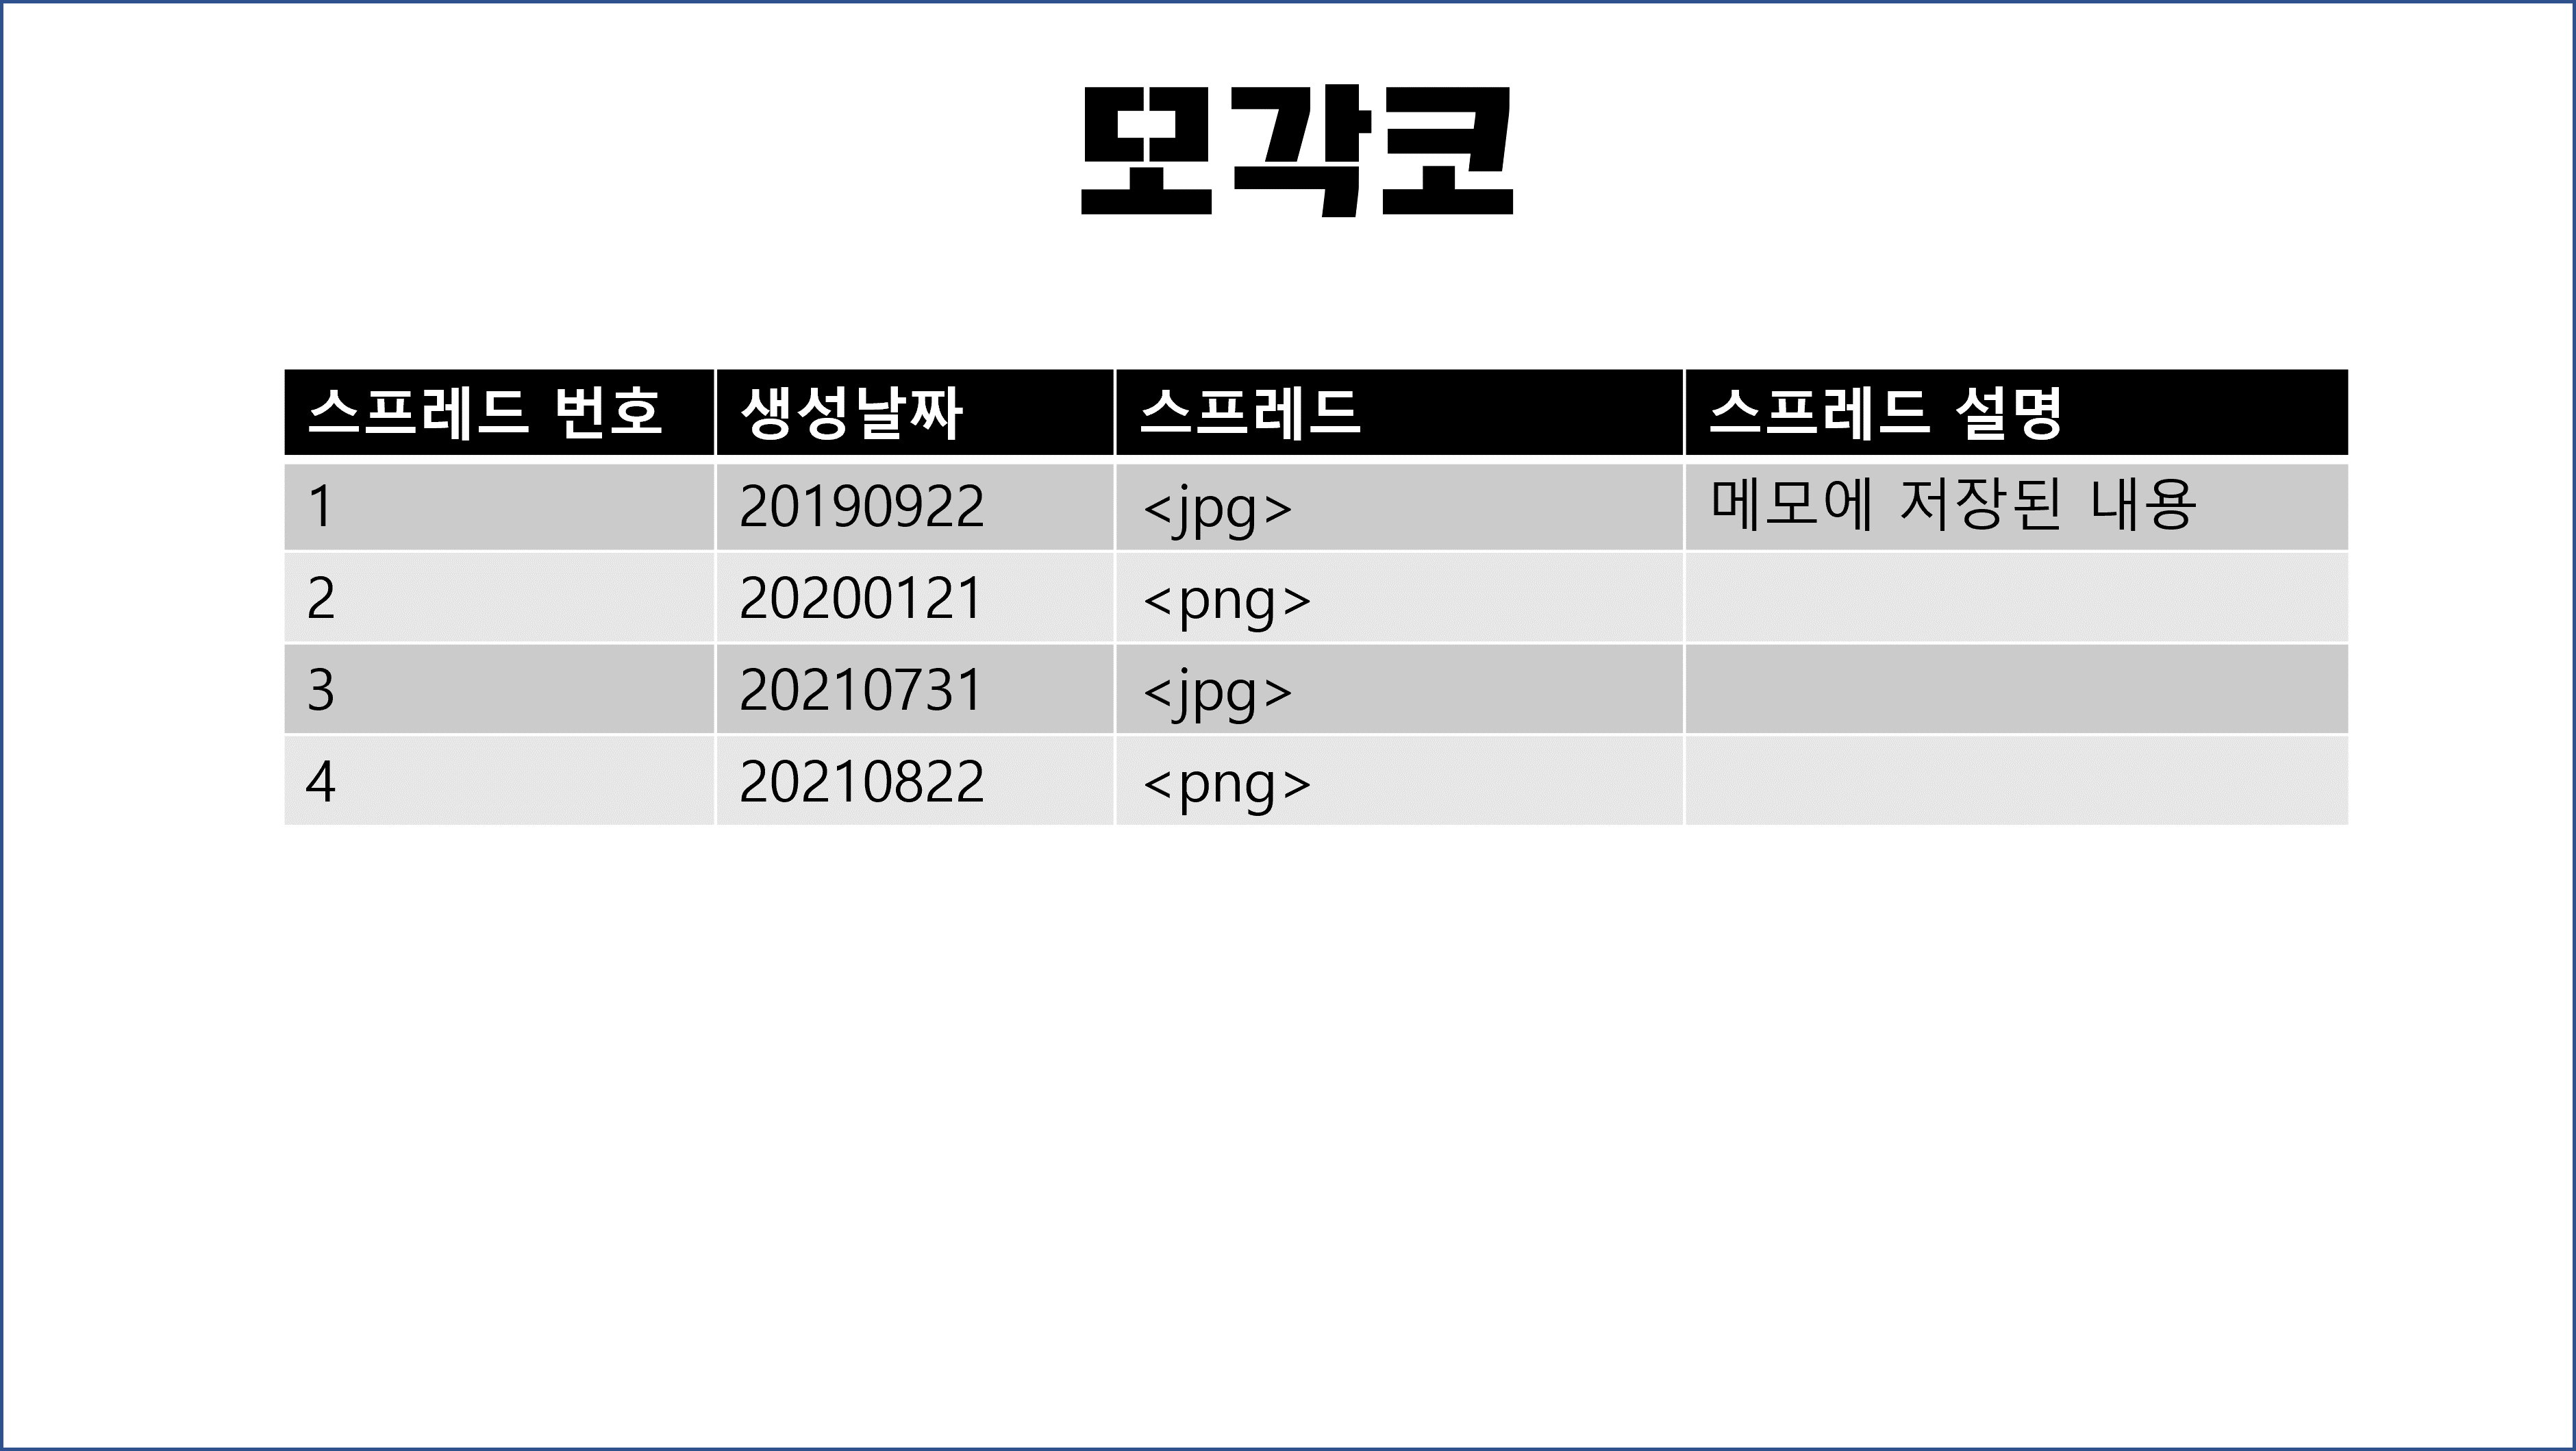 모각코
스프레드 번호 생성날짜 스프레드 스프레드 설명
1 20190922 <jpg> 메모에 저장된 내용
2 20200121 <png>
3 20210731 <jpg>
4 20210822 <png>